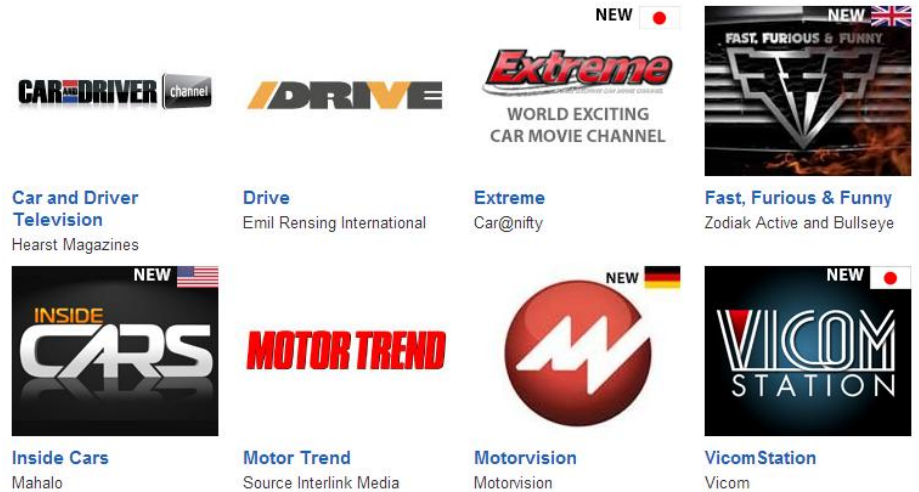 CAR AND DRIVER channel
Car and Driver
Television
Hearst Magazines
/DRIVE
Drive
Emil Rensing International
NEW
Extreme
WORLD EXCITING
CAR MOVIE CHANNEL
Extreme
Car@nifty
NEW
FAST, FURIOUS & FUNNY
FFF
Fast, Furious & Funny
Zodiak Active and Bullseye
NEW
INSIDE
CARS
Inside Cars
Mahalo
MOTOR TREND
Motor Trend
Source Interlink Media
NEW
Motorvision
Motorvision
NEW
VICOM
STATION
VicomStation
Vicom